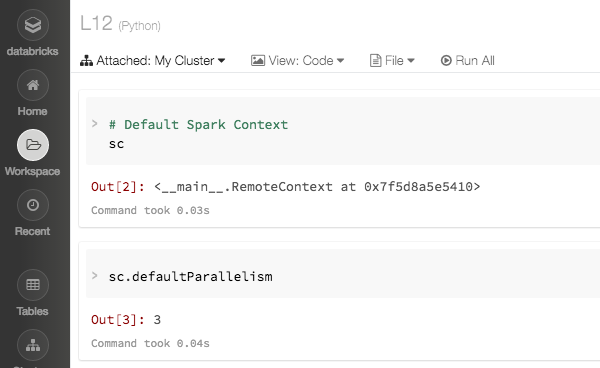 databricks
Home
Workspace
Recent
Tables
L12 (Python)
Attached: My Cluster
View: Code
File
Run All
> # Default Spark Context
sc
Out[2]: <__main__.RemoteContext at 0x7f5d8a5e5410>
Command took 0.03s
> sc.defaultParallelism
Out[3]: 3
Command took 0.04s